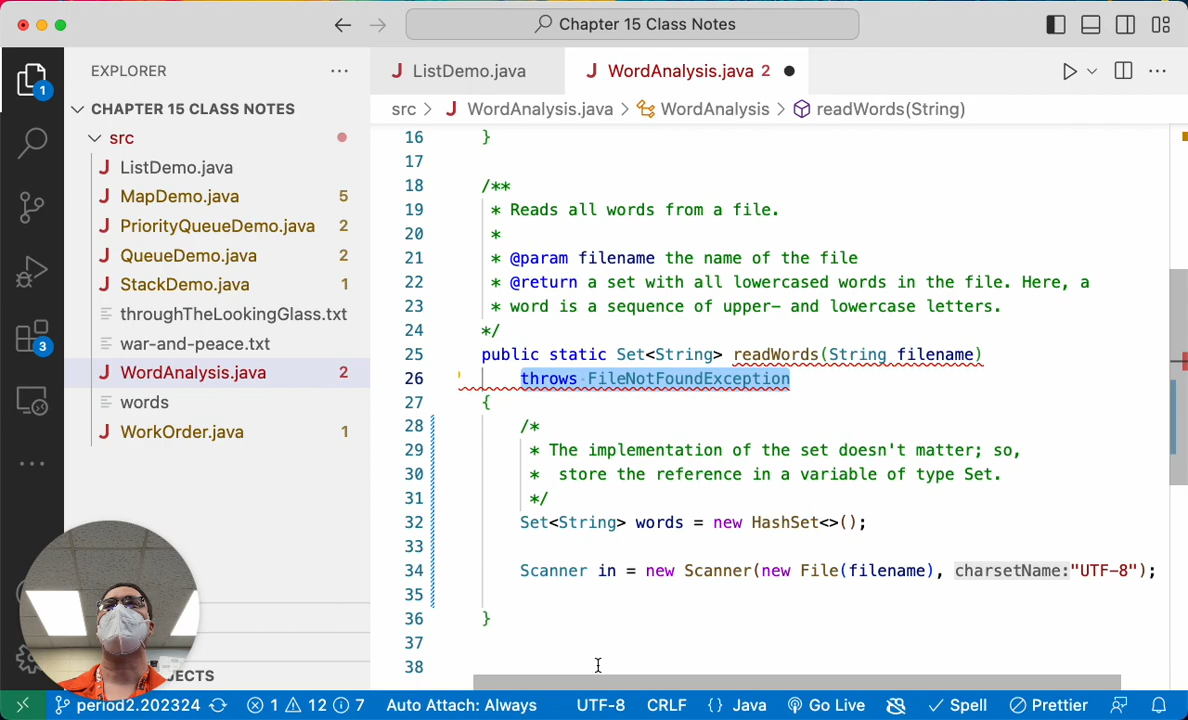 Chapter 15 Class Notes
EXPLORER
CHAPTER 15 CLASS NOTES
src
ListDemo.java
MapDemo.java 5
PriorityQueueDemo.java 2
QueueDemo.java 2
StackDemo.java 1
throughTheLookingGlass.txt
war-and-peace.txt
WordAnalysis.java 2
words
WorkOrder.java 1
JECTS
1
3
ListDemo.java
WordAnalysis.java 2
src > WordAnalysis.java > WordAnalysis > readWords(String)
16 }
17
18 /**
19 * Reads all words from a file.
20 *
21 * @param filename the name of the file
22 * @return a set with all lowercased words in the file. Here, a
23 * word is a sequence of upper- and lowercase letters.
24 */
25 public static Set<String> readWords(String filename)
26 throws FileNotFoundException
27 {
28 /*
29 * The implementation of the set doesn't matter; so,
30 * store the reference in a variable of type Set.
31 */
32 Set<String> words = new HashSet<>();
33
34 Scanner in = new Scanner(new File(filename), charsetName:"UTF-8");
35
36 }
37
38
period2.202324 1 12 7 Auto Attach: Always UTF-8 CRLF {} Java Go Live Spell Prettier